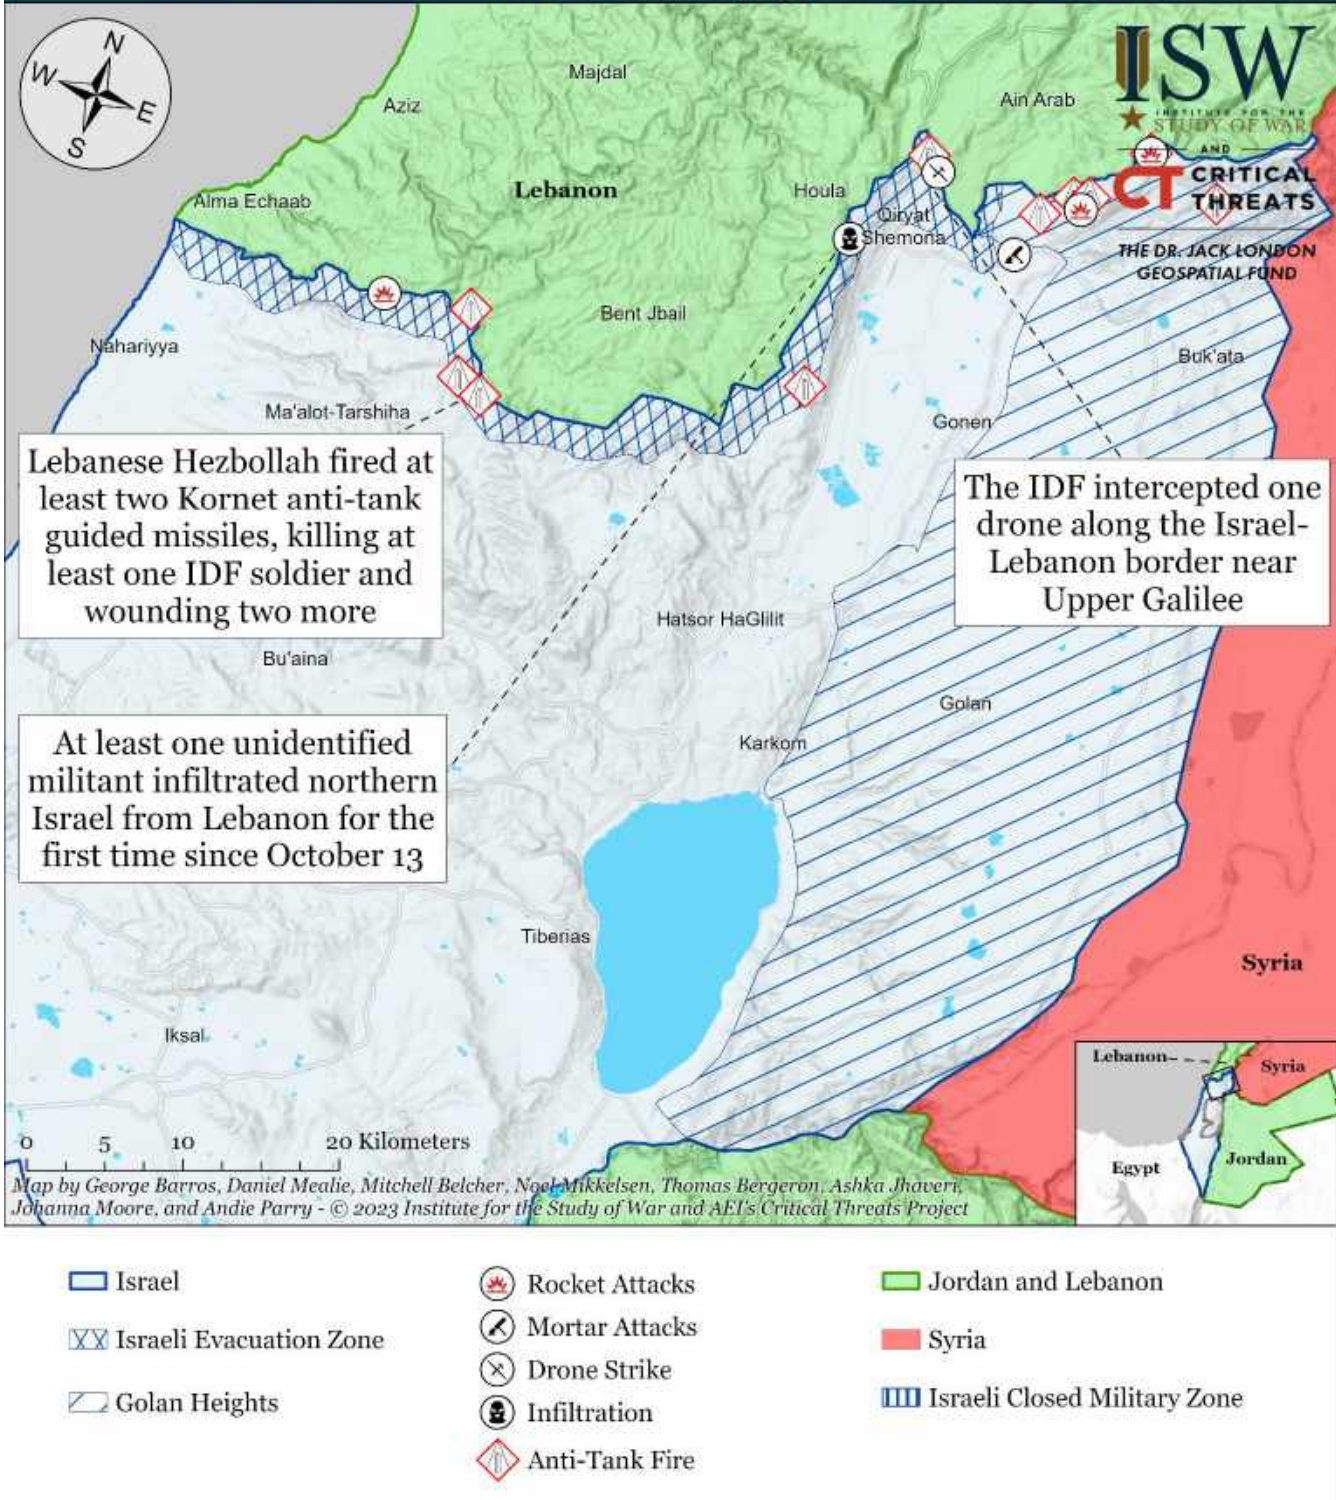 N
W
E
S
Majdal
Aziz
Ain Arab
ISW
INSTITUTE FOR THE
STUDY OF WAR
AND
CT CRITICAL
THREATS
THE DR. JACK LONDON
GEOSPATIAL FUND
Lebanon
Houla
Alma Echaab
Qiryat
Shemona
Bent Jbail
Nahariyya
Buk'ata
Ma'alot-Tarshiha
Gonen
Lebanese Hezbollah fired at
least two Kornet anti-tank
guided missiles, killing at
least one IDF soldier and
wounding two more
The IDF intercepted one
drone along the Israel-
Lebanon border near
Upper Galilee
Hatsor HaGlilit
Bu'aina
Golan
Karkom
At least one unidentified
militant infiltrated northern
Israel from Lebanon for the
first time since October 13
Tiberias
Syria
Iksal
Lebanon
Syria
Egypt
Jordan
0 5 10 20 Kilometers
Map by George Barros, Daniel Mealie, Mitchell Belcher, Noel Mikkelsen, Thomas Bergeron, Ashka Jhaveri,
Johanna Moore, and Andie Parry - © 2023 Institute for the Study of War and AEI's Critical Threats Project
Israel
Israeli Evacuation Zone
Golan Heights
Rocket Attacks
Mortar Attacks
Drone Strike
Infiltration
Anti-Tank Fire
Jordan and Lebanon
Syria
Israeli Closed Military Zone